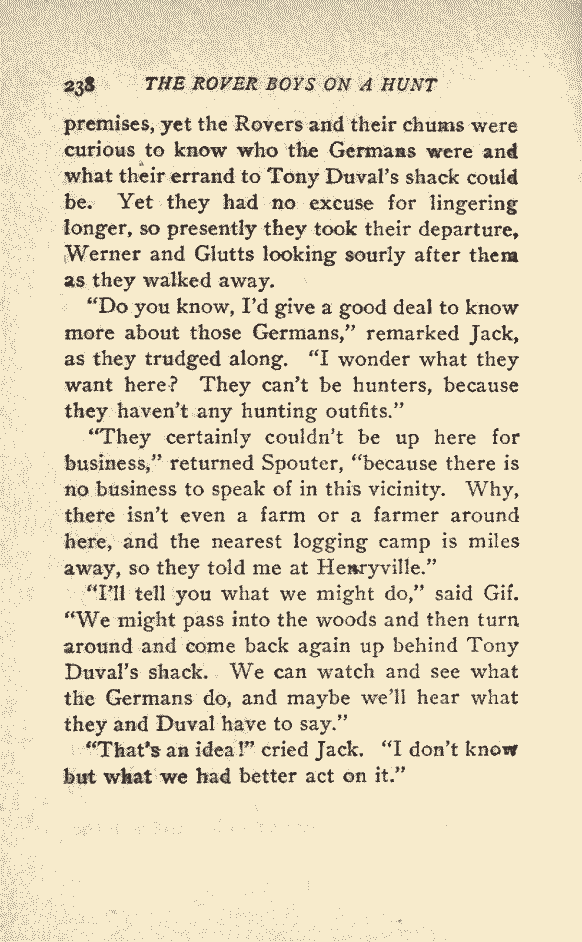 238 THE ROVER BOYS ON A HUNT
premises, yet the Rovers and their chums were
curious to know who the Germans were and
what their errand to Tony Duval’s shack could
be. Yet they had no excuse for lingering
longer, so presently they took their departure,
Werner and Glutts looking sourly after them
as they walked away.
“Do you know, I’d give a good deal to know
more about those Germans,” remarked Jack,
as they trudged along. “I wonder what they
want here? They can’t be hunters, because
they haven’t any hunting outfits.”
“They certainly couldn’t be up here for
business,” returned Spouter, “because there is
no business to speak of in this vicinity. Why,
there isn’t even a farm or a farmer around
here, and the nearest logging camp is miles
away, so they told me at Henryville.”
“I’ll tell you what we might do,” said Gif.
“We might pass into the woods and then turn
around and come back again up behind Tony
Duval’s shack. We can watch and see what
the Germans do, and maybe we’ll hear what
they and Duval have to say.”
“That’s an idea!” cried Jack. “I don’t know
but what we had better act on it.”